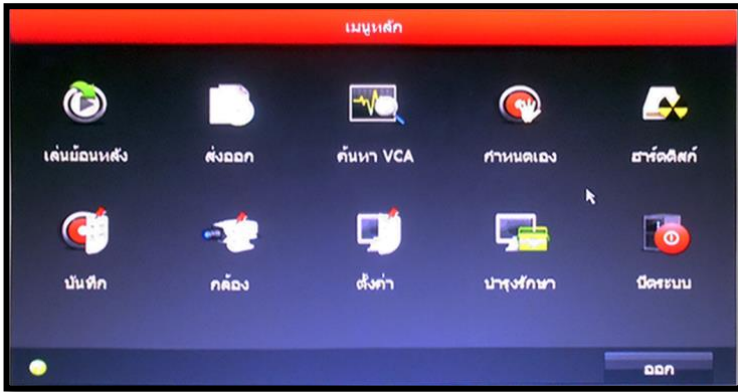 เมนูหลัก
เล่นย้อนหลัง ส่งออก ค้นหา VCA กำหนดเอง ฮาร์ดดิสก์
บันทึก กล้อง ตั้งค่า บำรุงรักษา ปิดระบบ
ออก